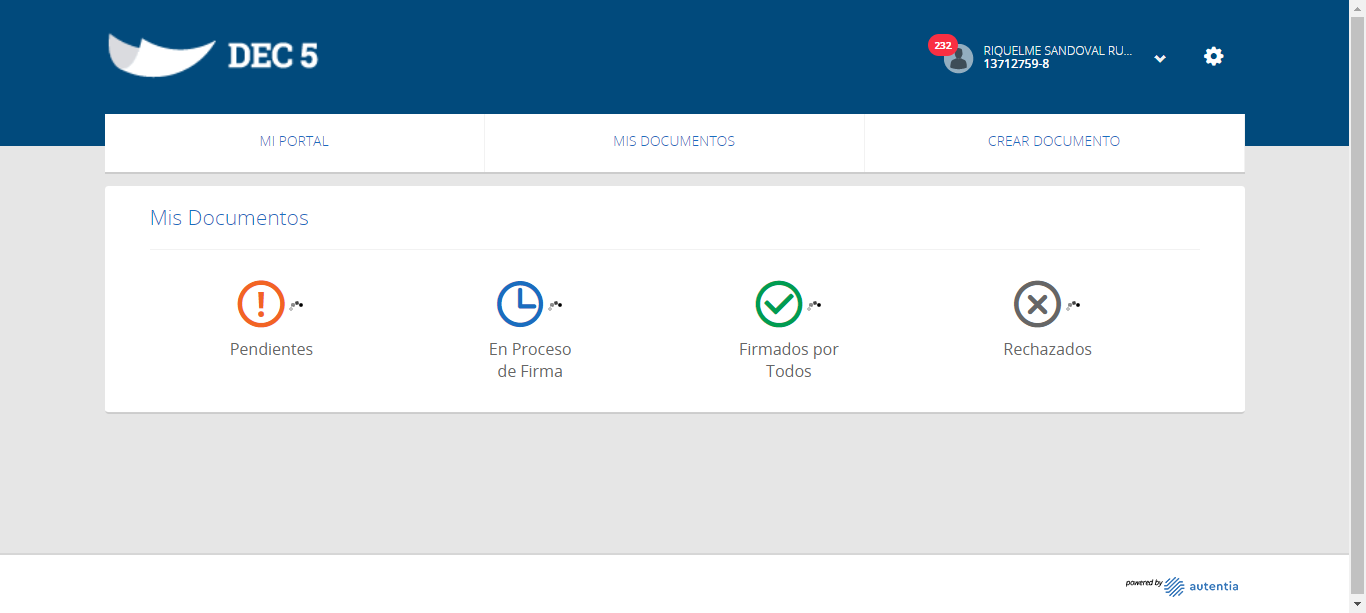 DEC 5
232
RIQUELME SANDOVAL RU...
13712759-8
MI PORTAL
MIS DOCUMENTOS
CREAR DOCUMENTO
Mis Documentos
Pendientes
En Proceso
de Firma
Firmados por
Todos
Rechazados
powered by
autentia